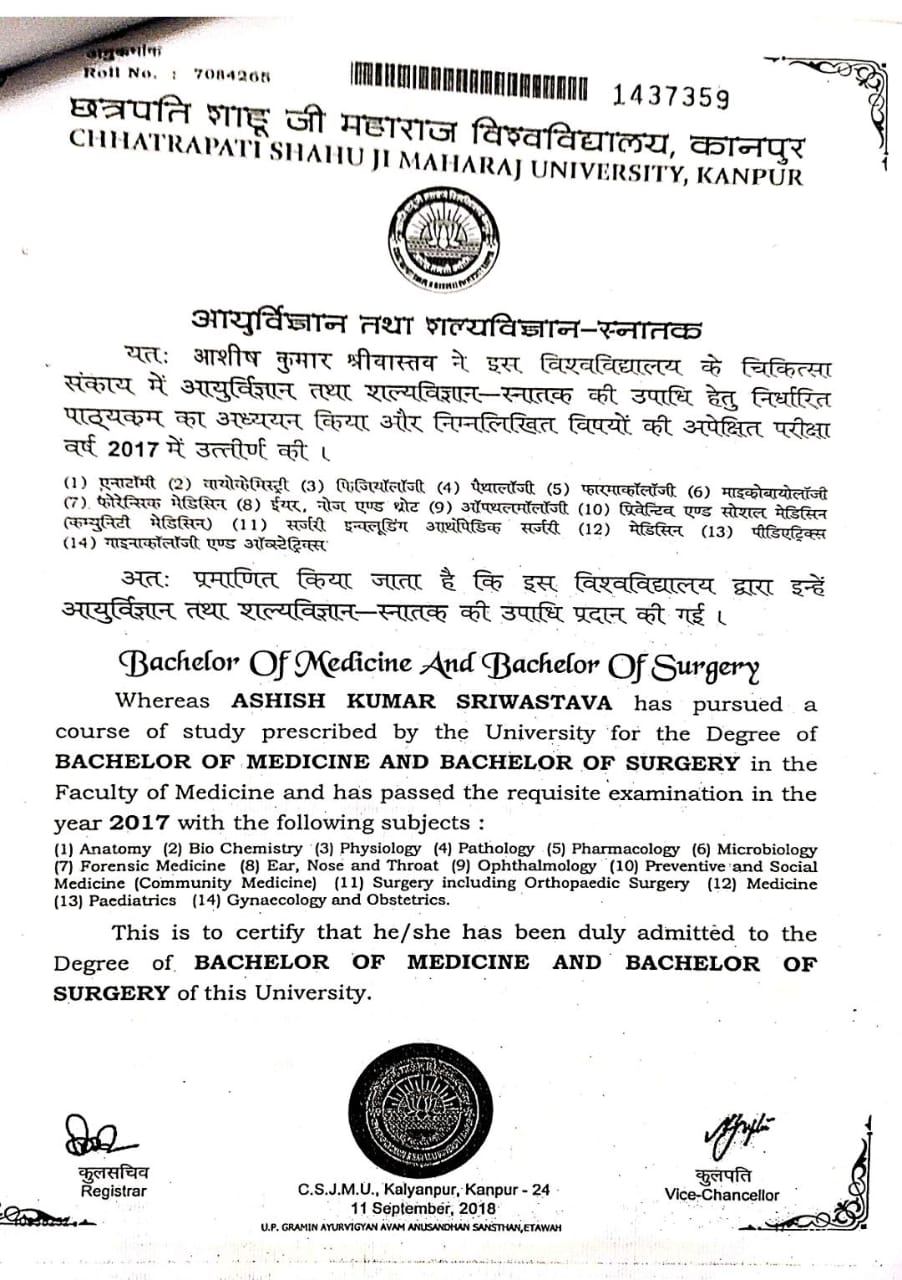 अनुक्रमांक
Roll No. : 7084265
1437359
छत्रपति शाहू जी महाराज विश्वविद्यालय, कानपुर
CHHATRAPATI SHAHU JI MAHARAJ UNIVERSITY, KANPUR
आयुर्विज्ञान तथा शल्यविज्ञान–स्नातक
यतः आशीष कुमार श्रीवास्तव ने इस विश्वविद्यालय के चिकित्सा
संकाय में आयुर्विज्ञान तथा शल्यविज्ञान–स्नातक की उपाधि हेतु निर्धारित
पाठ्यकम का अध्ययन किया और निम्नलिखित विषयों की अपेक्षित परीक्षा
वर्ष 2017 में उत्तीर्ण की ।
(1) एनाटॉमी (2) वायोकेमिस्ट्री (3) फिजियॉलॉजी (4) पैथालॉजी (5) फारमाकॉलॉजी (6) माइकोबायोलॉजी
(7) फोरेन्सिक मेडिसिन (8) ईयर, नोज एण्ड थ्रोट (9) ऑपथलमॉलॉजी (10) प्रिवेन्टिव एण्ड सोशल मेडिसिन
(कम्युनिटी मेडिसिन) (11) सर्जरी इन्क्लूडिंग आर्थोपिडिक सर्जरी (12) मेडिसिन (13) पीडिएट्रिक्स
(14) गाइनाकॉलॉजी एण्ड ऑब्स्टेट्रिक्स
अतः प्रमाणित किया जाता है कि इस विश्वविद्यालय द्वारा इन्हें
आयुर्विज्ञान तथा शल्यविज्ञान–स्नातक की उपाधि प्रदान की गई ।
Bachelor Of Medicine And Bachelor Of Surgery
Whereas ASHISH KUMAR SRIWASTAVA has pursued a
course of study prescribed by the University for the Degree of
BACHELOR OF MEDICINE AND BACHELOR OF SURGERY in the
Faculty of Medicine and has passed the requisite examination in the
year 2017 with the following subjects :
(1) Anatomy (2) Bio Chemistry (3) Physiology (4) Pathology (5) Pharmacology (6) Microbiology
(7) Forensic Medicine (8) Ear, Nose and Throat (9) Ophthalmology (10) Preventive and Social
Medicine (Community Medicine) (11) Surgery including Orthopaedic Surgery (12) Medicine
(13) Paediatrics (14) Gynaecology and Obstetrics.
This is to certify that he/she has been duly admitted to the
Degree of BACHELOR OF MEDICINE AND BACHELOR OF
SURGERY of this University.
कुलसचिव
Registrar
कुलपति
Vice-Chancellor
C.S.J.M.U., Kalyanpur, Kanpur - 24
11 September, 2018
U.P. GRAMIN AYURVIGYAN AVAM ANUSANDHAN SANSTHAN,ETAWAH